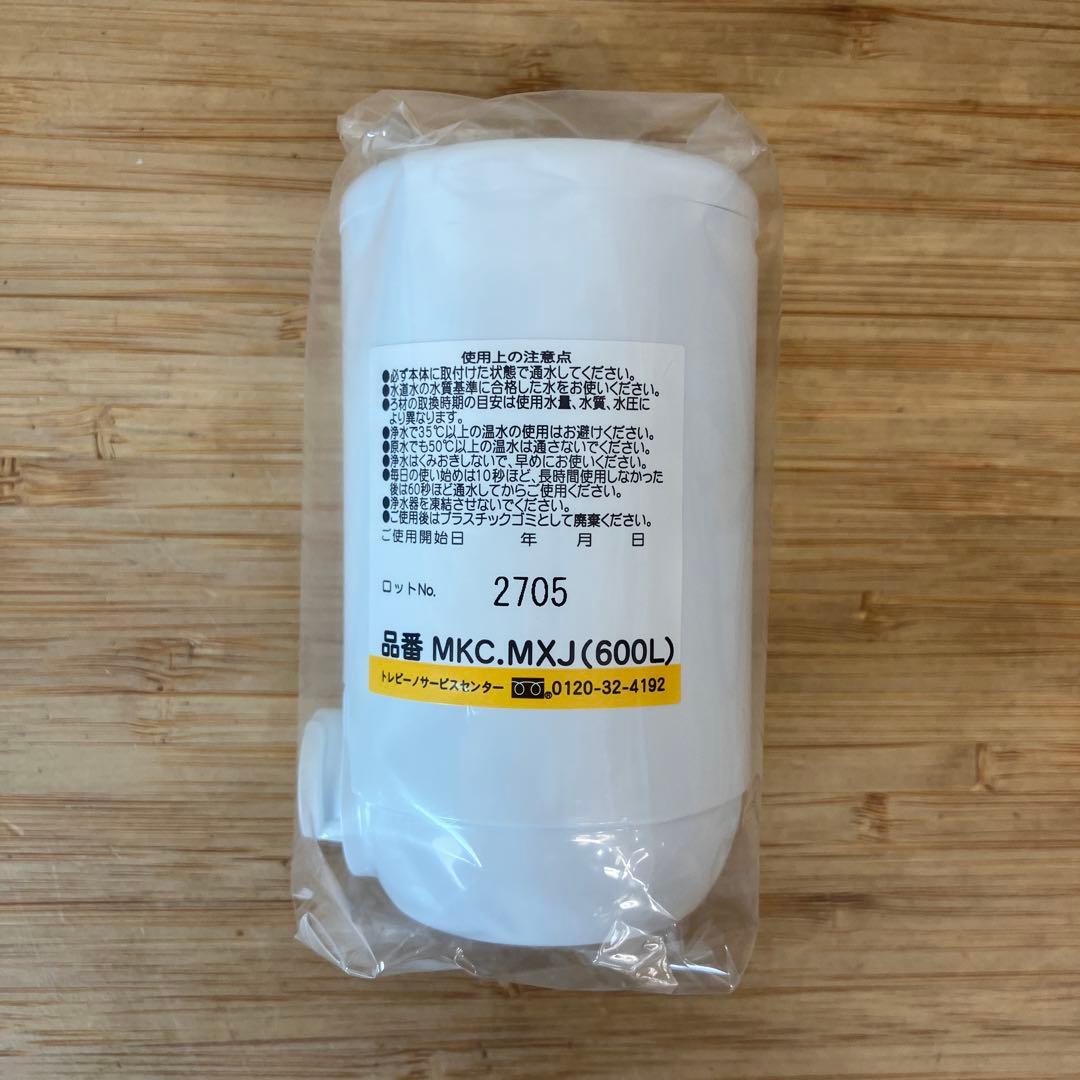 使用上の注意点
●必ず本体に取付けた状態で通水してください。
●水道水の水質基準に合格した水をお使いください。
●ろ材の取換時期の目安は使用水量、水質、水圧に
より異なります。
●浄水で35℃以上の温水の使用はお避けください。
●原水でも50℃以上の温水は通さないでください。
●浄水はくみおきしないで、早めにお使いください。
●毎日の使い始めは10秒ほど、長時間使用しなかった
後は60秒ほど通水してからご使用ください。
●浄水器を凍結させないでください。
●ご使用後はプラスチックゴミとして廃棄ください。
ご使用開始日 年 月 日
ロットNo. 2705
品番 MKC.MXJ(600L)
トレビーノサービスセンター ®0120-32-4192